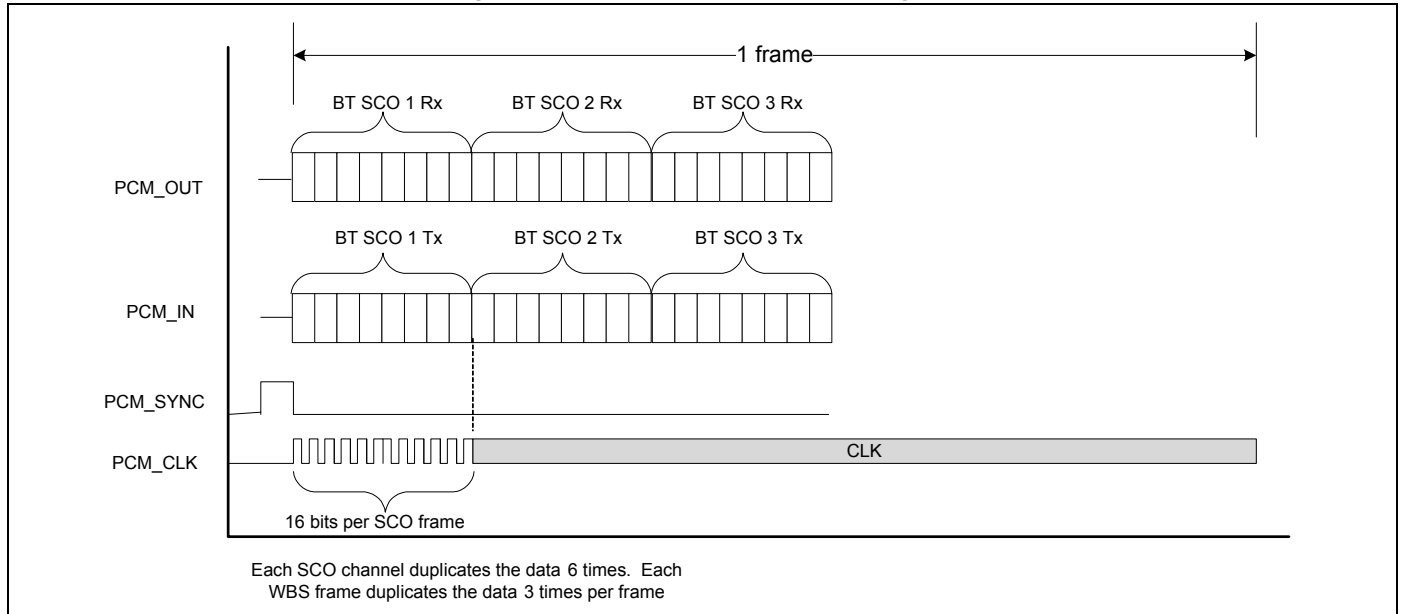 1 frame
BT SCO 1 Rx BT SCO 2 Rx BT SCO 3 Rx
PCM_OUT
BT SCO 1 Tx BT SCO 2 Tx BT SCO 3 Tx
PCM_IN
PCM_SYNC
PCM_CLK
CLK
16 bits per SCO frame
Each SCO channel duplicates the data 6 times. Each
WBS frame duplicates the data 3 times per frame